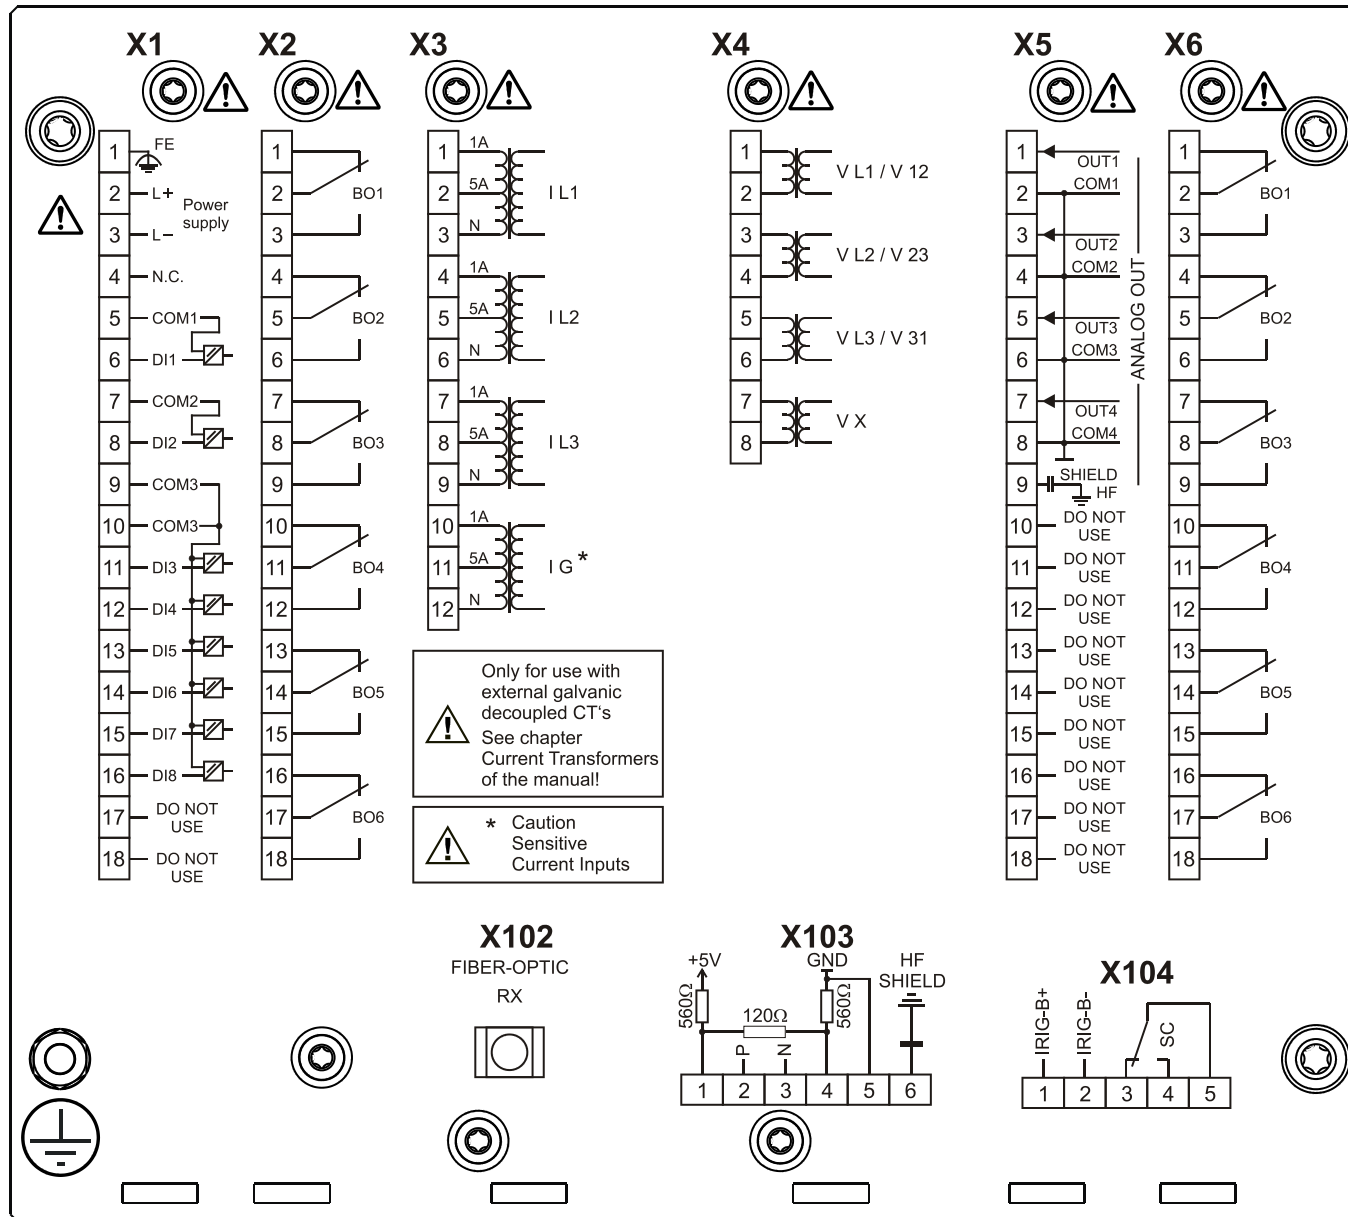 X1 X2 X3 X4 X5 X6
1 FE
2 L+ Power
supply
3 L-
4 N.C.
5 COM1
6 DI1
7 COM2
8 DI2
9 COM3
10 COM3
11 DI3
12 DI4
13 DI5
14 DI6
15 DI7
16 DI8
17 DO NOT
USE
18 DO NOT
USE
1
2 BO1
3
4
5 BO2
6
7
8 BO3
9
10
11 BO4
12
13
14 BO5
15
16
17 BO6
18
1 1A
2 5A I L1
3 N
4 1A
5 5A I L2
6 N
7 1A
8 5A I L3
9 N
10 1A
11 5A I G*
12 N
Only for use with
external galvanic
decoupled CT's
See chapter
Current Transformers
of the manual!
* Caution
Sensitive
Current Inputs
1
V L1 / V 12
2
3
V L2 / V 23
4
5
V L3 / V 31
6
7
V X
8
1 OUT1
2 COM1
3 OUT2
4 COM2
5 OUT3
6 COM3
7 OUT4
8 COM4
ANALOG OUT
9 SHIELD
HF
10 DO NOT
USE
11 DO NOT
USE
12 DO NOT
USE
13 DO NOT
USE
14 DO NOT
USE
15 DO NOT
USE
16 DO NOT
USE
17 DO NOT
USE
18 DO NOT
USE
1
2 BO1
3
4
5 BO2
6
7
8 BO3
9
10
11 BO4
12
13
14 BO5
15
16
17 BO6
18
X102
FIBER-OPTIC
RX
X103
+5V GND HF
SHIELD
560Ω 120Ω 560Ω
P N
1 2 3 4 5 6
X104
IRIG-B+ IRIG-B- SC
1 2 3 4 5